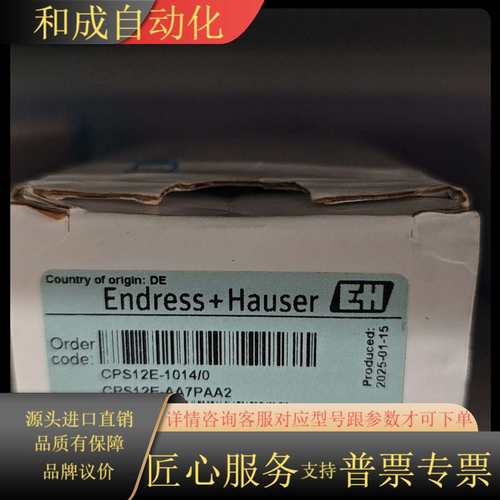 和成自动化
Country of origin: DE
Endress+Hauser EH
Order code:
CPS12E-1014/0
CPS12E-AA7PAA2
Produced:
2025-01-15
源头进口直销
品质有保障
品牌议价
详情咨询客服对应型号跟参数才可下单
匠心服务支持普票专票